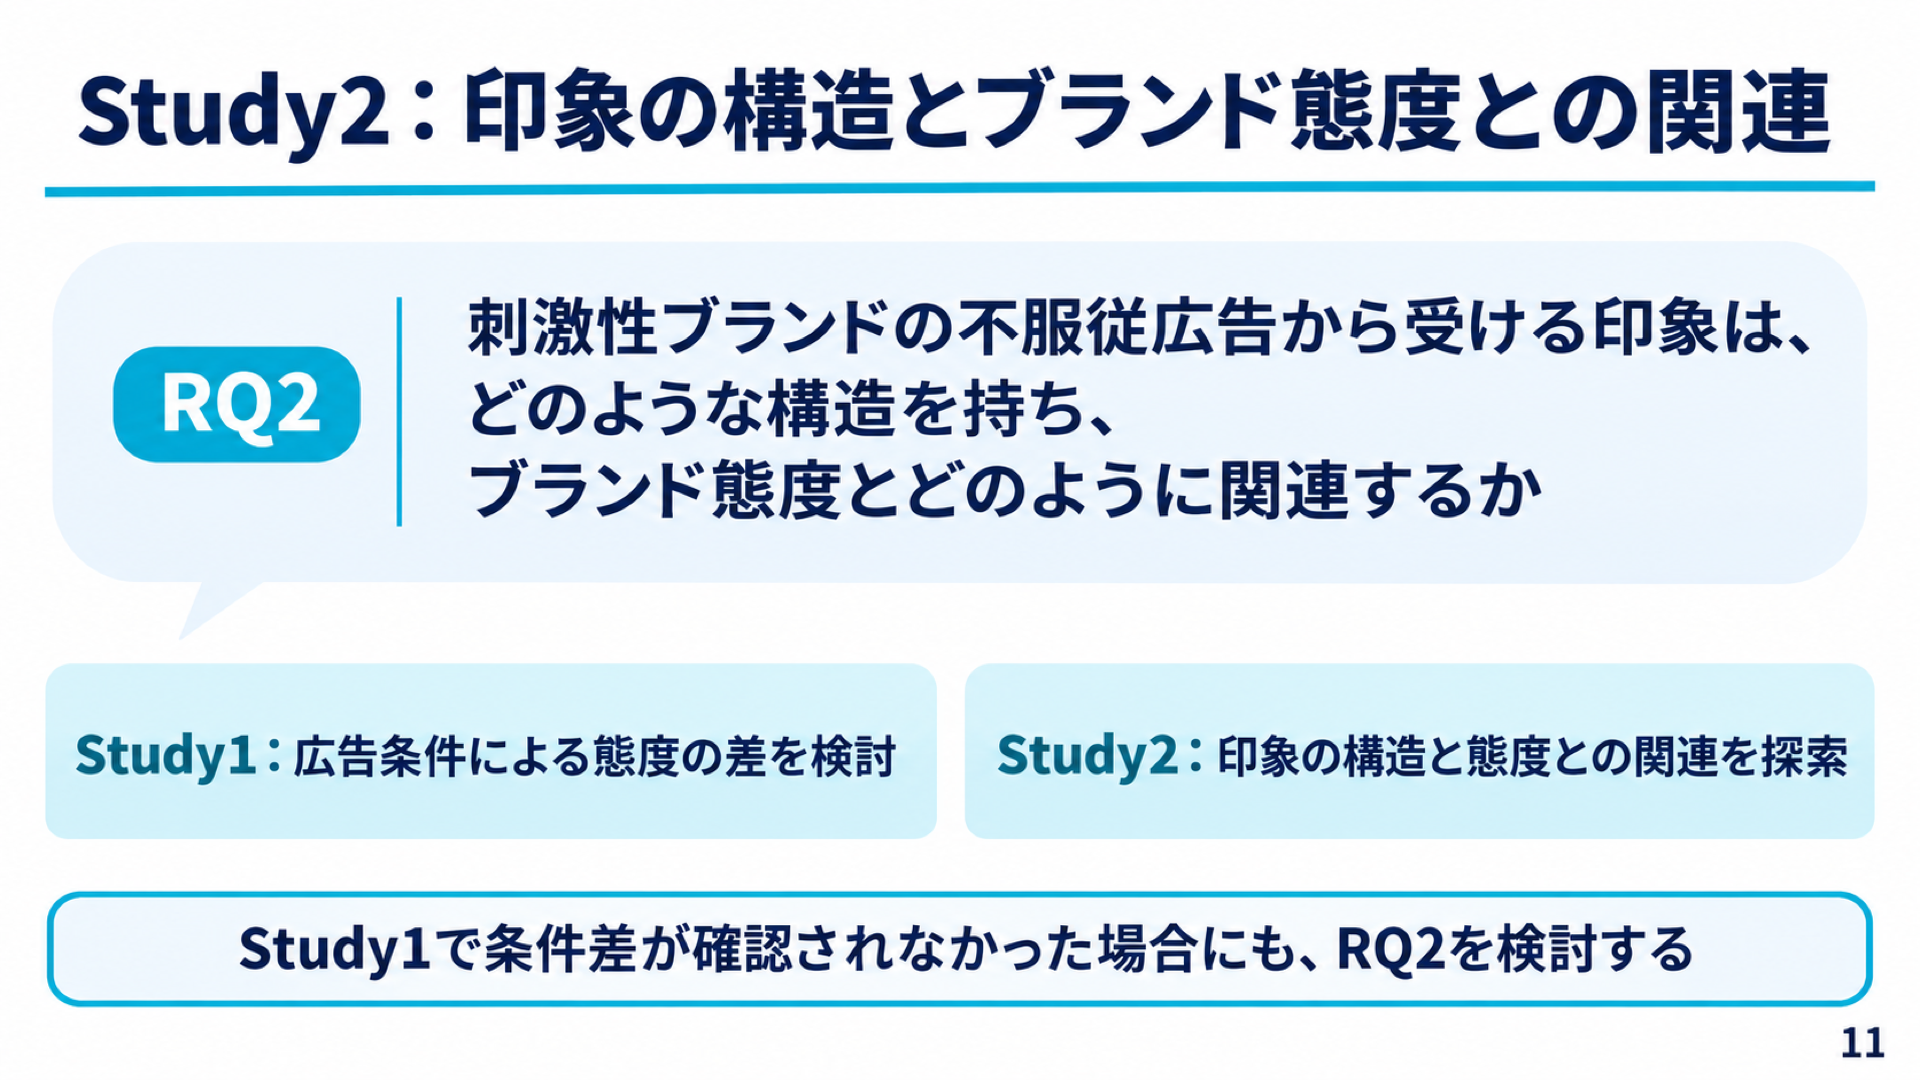 Study2：印象の構造とブランド態度との関連
RQ2
刺激性ブランドの不服従広告から受ける印象は、
どのような構造を持ち、
ブランド態度とどのように関連するか
Study1：広告条件による態度の差を検討
Study2：印象の構造と態度との関連を探索
Study1で条件差が確認されなかった場合にも、RQ2を検討する
11